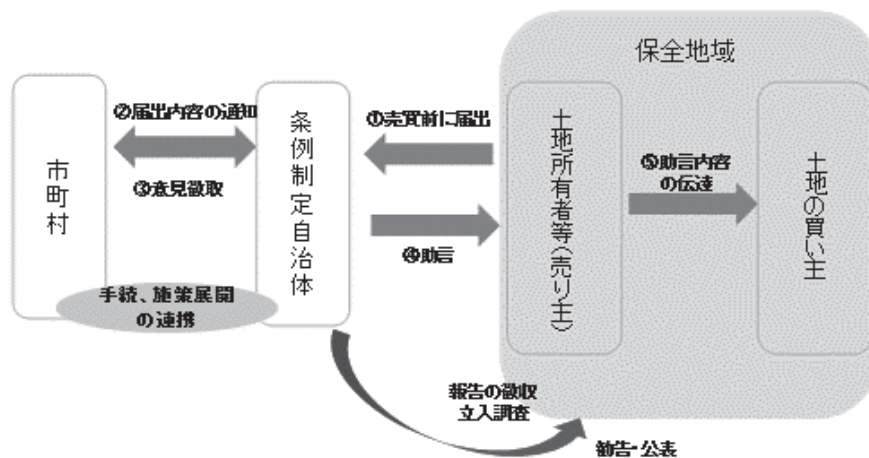 保全地域
市町村
②届出内容の通知
③意見徴取
条例制定自治体
手続、施策展開
の連携
①売買前に届出
④助言
土地所有者等(売り主)
⑤助言内容
の伝達
土地の買い主
報告の徴収
立入調査
勧告・公表